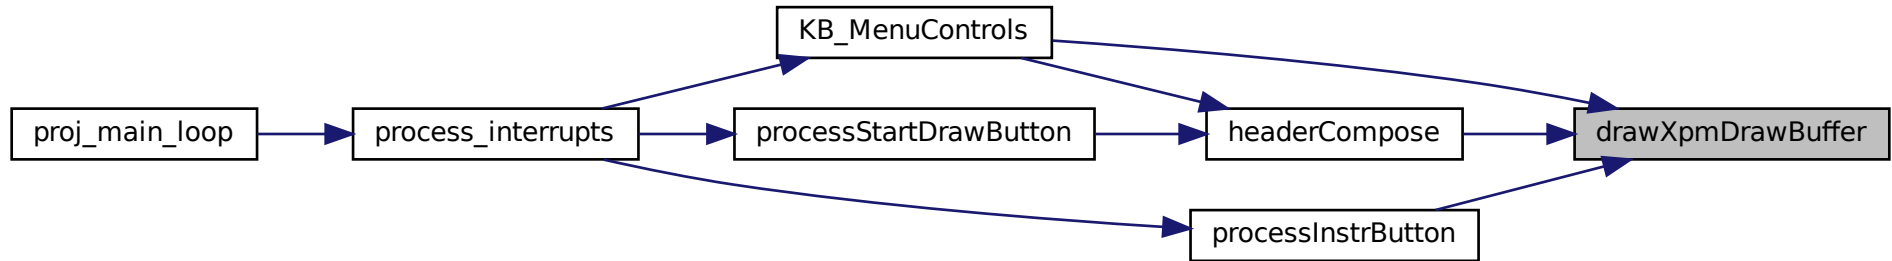 KB_MenuControls
proj_main_loop
process_interrupts
processStartDrawButton
headerCompose
drawXpmDrawBuffer
processInstrButton